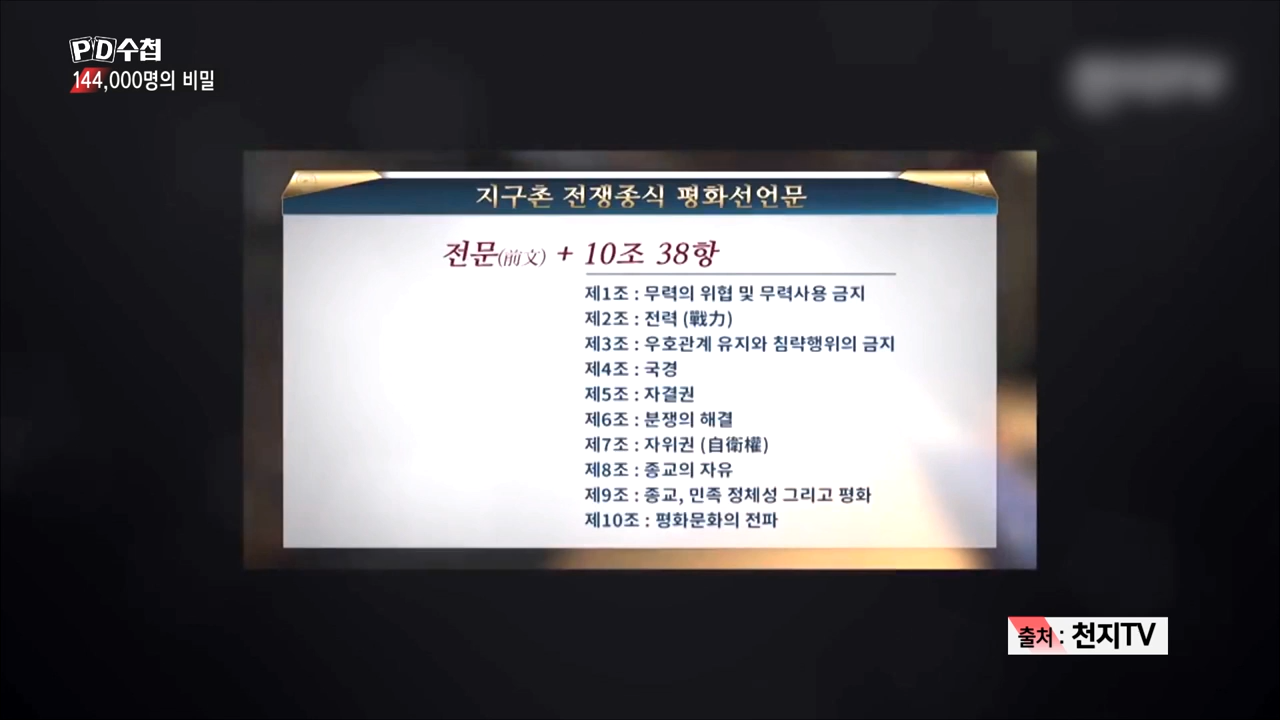 PD수첩
144,000명의 비밀
지구촌 전쟁종식 평화선언문
전문(前文) + 10조 38항
제1조 : 무력의 위협 및 무력사용 금지
제2조 : 전력 (戰力)
제3조 : 우호관계 유지와 침략행위의 금지
제4조 : 국경
제5조 : 자결권
제6조 : 분쟁의 해결
제7조 : 자위권 (自衛權)
제8조 : 종교의 자유
제9조 : 종교, 민족 정체성 그리고 평화
제10조 : 평화문화의 전파
출처 : 천지TV